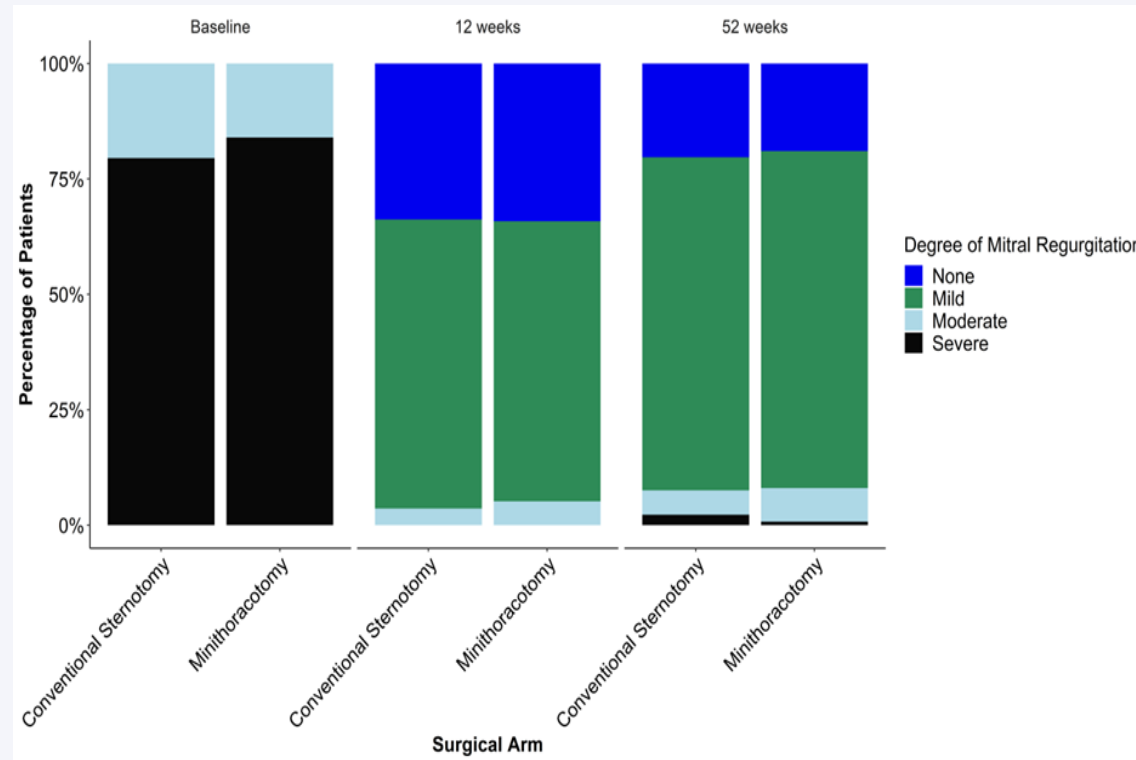 Baseline
12 weeks
52 weeks
Percentage of Patients
100%
75%
50%
25%
0%
Conventional Sternotomy
Minithoracotomy
Conventional Sternotomy
Minithoracotomy
Conventional Sternotomy
Minithoracotomy
Surgical Arm
Degree of Mitral Regurgitation
None
Mild
Moderate
Severe